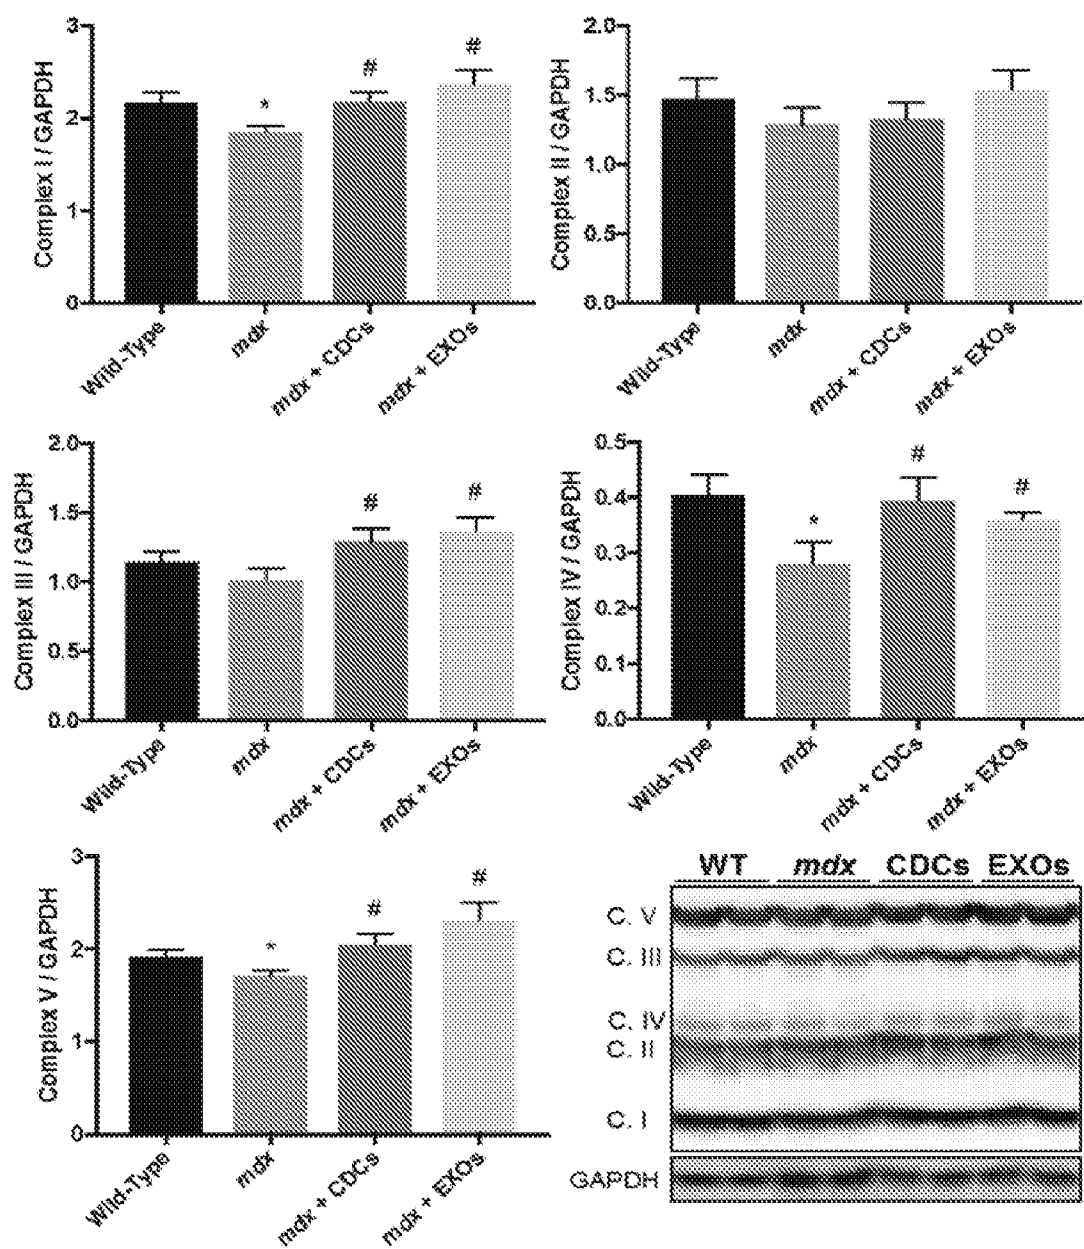 Complex I / GAPDH
3
2
1
0
*
#
#
Wild-Type
mdx
mdx + CDCs
mdx + EXOs
Complex II / GAPDH
2.0
1.5
1.0
0.5
0.0
Wild-Type
mdx
mdx + CDCs
mdx + EXOs
Complex III / GAPDH
2.0
1.5
1.0
0.5
0.0
#
#
Wild-Type
mdx
mdx + CDCs
mdx + EXOs
Complex IV / GAPDH
0.5
0.4
0.3
0.2
0.1
0.0
*
#
#
Wild-Type
mdx
mdx + CDCs
mdx + EXOs
Complex V / GAPDH
3
2
1
0
*
#
#
Wild-Type
mdx
mdx + CDCs
mdx + EXOs
WT mdx CDCs EXOs
C. V
C. III
C. IV
C. II
C. I
GAPDH